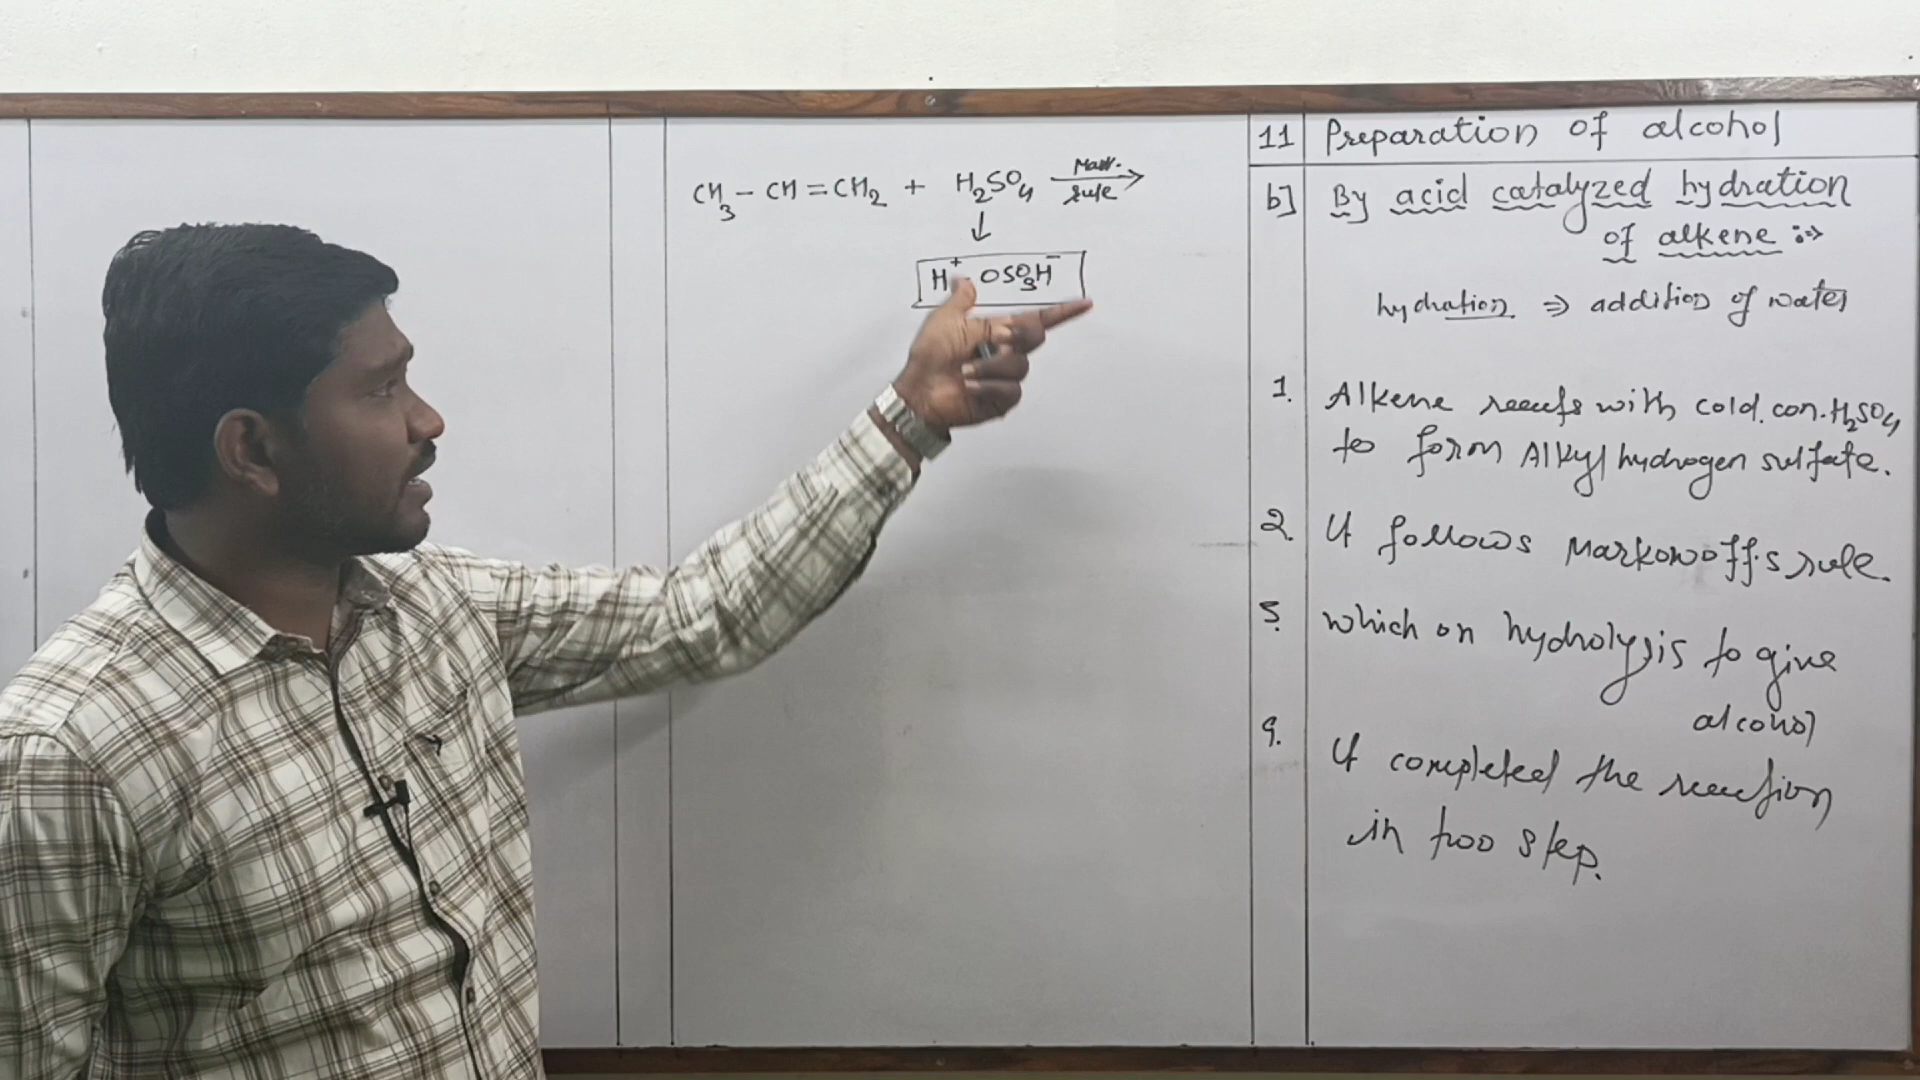 CH3 – CH = CH2 + H2SO4 Mark. rule →
↓
H+ – OSO3H–
11 Preparation of alcohol
b] By acid catalyzed hydration
of alkene :⇒
hydration ⇒ addition of water
1. Alkene reacts with cold. con. H2SO4
to form Alkyl hydrogen sulfate.
2. It follows Markownoff's rule.
3. which on hydrolysis to give
alcohol
4. It completed the reaction
in two step.